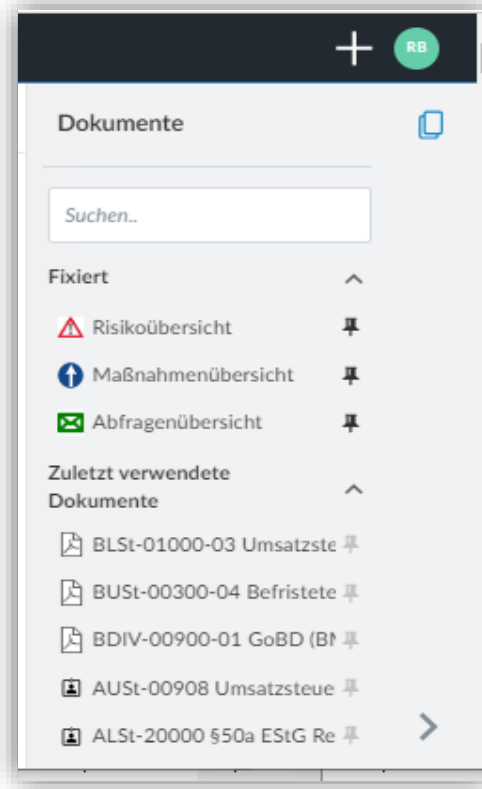 RB
Dokumente
Suchen..
Fixiert
Risikoübersicht
Maßnahmenübersicht
Abfragenübersicht
Zuletzt verwendete
Dokumente
BLSt-01000-03 Umsatzste
BUSt-00300-04 Befristete
BDIV-00900-01 GoBD (BM
AUSt-00908 Umsatzsteue
ALSt-20000 §50a EStG Re